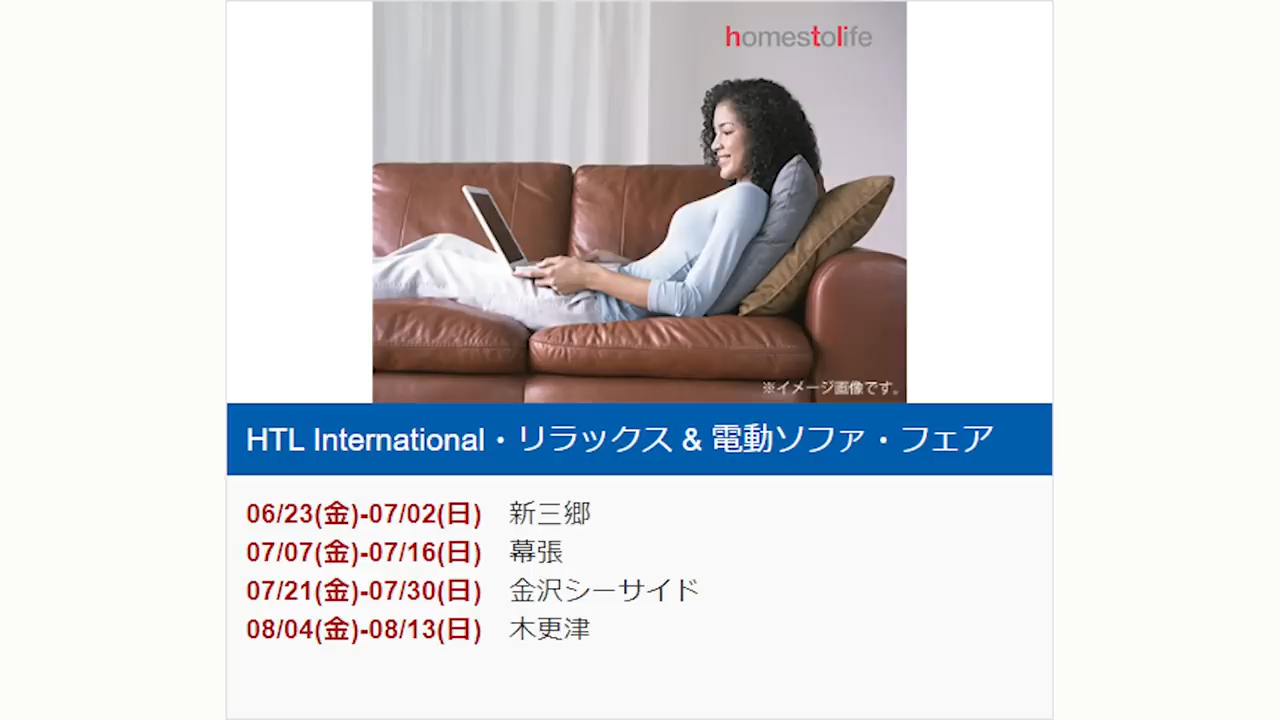 homestolife
※イメージ画像です。
HTL International・リラックス & 電動ソファ・フェア
06/23(金)-07/02(日) 新三郷
07/07(金)-07/16(日) 幕張
07/21(金)-07/30(日) 金沢シーサイド
08/04(金)-08/13(日) 木更津